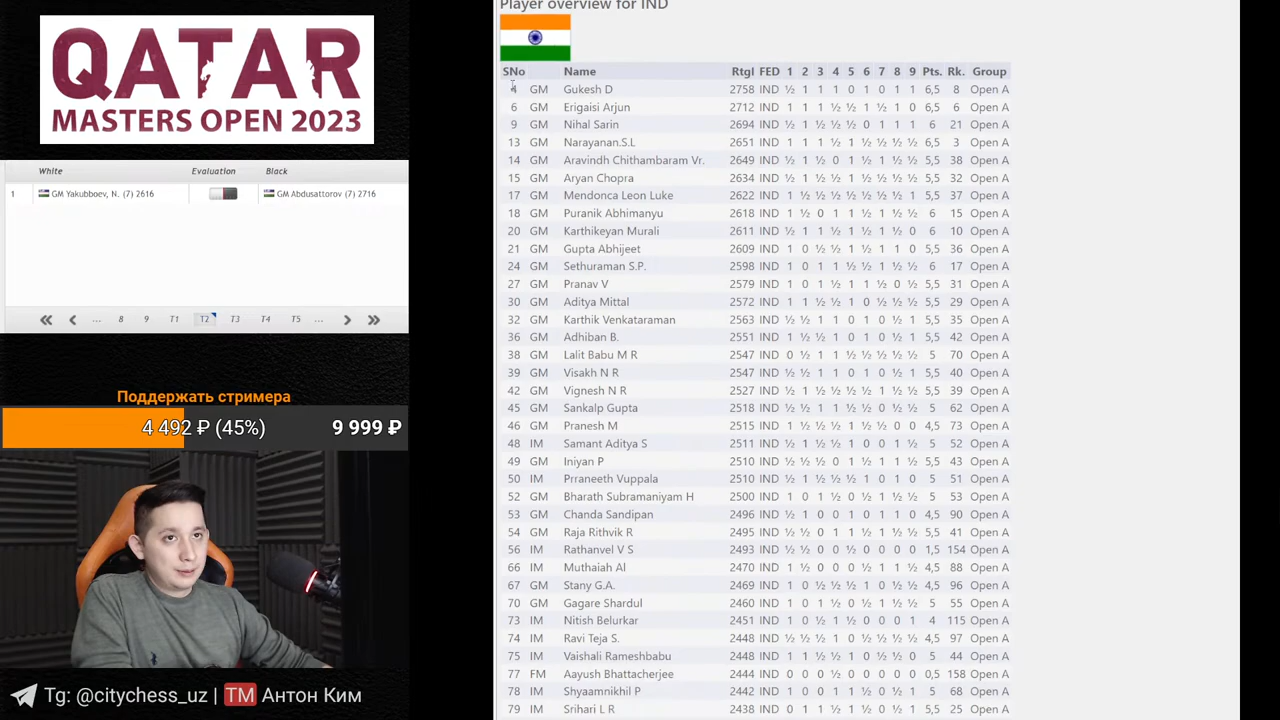 QATAR
MASTERS OPEN 2023
White Evaluation Black
1 GM Yakubboev, N. (7) 2616 GM Abdusattorov (7) 2716
... 8 9 T1 T2 T3 T4 T5 ...
Поддержать стримера
4 492 ₽ (45%) 9 999 ₽
Tg: @citychess_uz | TM Антон Ким
Player overview for IND
SNo Name RtgI FED 1 2 3 4 5 6 7 8 9 Pts. Rk. Group
4 GM Gukesh D 2758 IND ½ 1 1 1 0 1 0 1 1 6,5 8 Open A
6 GM Erigaisi Arjun 2712 IND 1 1 1 ½ ½ 1 ½ 1 0 6,5 6 Open A
9 GM Nihal Sarin 2694 IND ½ 1 ½ ½ ½ 0 1 1 1 6 21 Open A
13 GM Narayanan.S.L 2651 IND 1 1 ½ 1 1 ½ ½ ½ ½ 6,5 3 Open A
14 GM Aravindh Chithambaram Vr. 2649 IND ½ 1 ½ 0 1 ½ 1 ½ ½ 5,5 38 Open A
15 GM Aryan Chopra 2634 IND ½ ½ 1 ½ 1 ½ ½ ½ ½ 5,5 32 Open A
17 GM Mendonca Leon Luke 2622 IND ½ 1 1 ½ ½ ½ 1 ½ ½ 5,5 37 Open A
18 GM Puranik Abhimanyu 2618 IND 1 ½ 0 1 1 ½ 1 ½ ½ 6 15 Open A
20 GM Karthikeyan Murali 2611 IND ½ 1 ½ ½ 1 1 1 ½ 0 6 10 Open A
21 GM Gupta Abhijeet 2609 IND 1 0 ½ ½ 1 ½ 1 1 0 5,5 36 Open A
24 GM Sethuraman S.P. 2598 IND 1 0 1 1 ½ ½ 1 ½ ½ 6 17 Open A
27 GM Pranav V 2579 IND 1 0 1 ½ 1 1 ½ 0 ½ 5,5 31 Open A
30 GM Aditya Mittal 2572 IND 1 1 ½ ½ 1 0 ½ ½ ½ 5,5 29 Open A
32 GM Karthik Venkataraman 2563 IND 1 ½ ½ 1 0 1 0 ½ 1 5,5 35 Open A
36 GM Adhiban B. 2551 IND 1 ½ ½ 1 0 1 ½ 0 1 5,5 42 Open A
38 GM Lalit Babu M R 2547 IND 0 ½ 1 1 ½ ½ ½ ½ ½ 5 70 Open A
39 GM Visakh N R 2547 IND ½ ½ 1 1 ½ 1 0 ½ 1 5,5 40 Open A
42 GM Vignesh N R 2527 IND ½ 1 ½ ½ ½ ½ 1 ½ ½ 5,5 39 Open A
45 GM Sankalp Gupta 2518 IND ½ ½ 1 1 ½ ½ 0 ½ ½ 5 62 Open A
46 GM Pranesh M 2515 IND 1 ½ ½ ½ ½ 1 ½ 0 0 4,5 73 Open A
48 IM Samant Aditya S 2511 IND ½ 1 ½ ½ 1 0 0 ½ 1 5 52 Open A
49 GM Iniyan P 2510 IND ½ ½ ½ 0 1 ½ 1 ½ 1 5,5 43 Open A
50 IM Prraneeth Vuppala 2510 IND ½ 1 ½ ½ ½ 1 0 0 1 5 51 Open A
52 GM Bharath Subramaniyam H 2500 IND 1 0 1 ½ 0 ½ 1 ½ ½ 5 53 Open A
53 GM Chanda Sandipan 2496 IND ½ 1 0 0 1 ½ 0 ½ 1 4,5 90 Open A
54 GM Raja Rithvik R 2495 IND 1 0 1 1 0 ½ 1 ½ ½ 5,5 41 Open A
56 IM Rathanvel V S 2493 IND ½ ½ 0 0 ½ 0 0 0 0 1,5 154 Open A
66 IM Muthaiah Al 2470 IND 1 ½ 0 0 0 ½ ½ 1 1 4,5 88 Open A
67 GM Stany G.A. 2469 IND 1 0 ½ ½ ½ 1 0 ½ ½ 4,5 96 Open A
70 GM Gagare Shardul 2460 IND 1 0 1 ½ 0 ½ 1 ½ ½ 5 55 Open A
73 IM Nitish Belurkar 2451 IND 1 0 ½ 1 ½ 0 0 0 1 4 115 Open A
74 IM Ravi Teja S. 2448 IND ½ ½ ½ 1 0 ½ ½ ½ ½ 4,5 97 Open A
75 IM Vaishali Rameshbabu 2448 IND 1 1 ½ ½ 1 0 ½ ½ 0 5 44 Open A
77 FM Aayush Bhattacherjee 2444 IND 0 0 0 ½ 0 0 0 0 0 0,5 158 Open A
78 IM Shyaamnikhil P 2442 IND ½ 0 0 1 1 ½ ½ ½ 1 5 68 Open A
79 IM Srihari L R 2438 IND 0 1 1 ½ ½ ½ 0 1 1 5,5 25 Open A